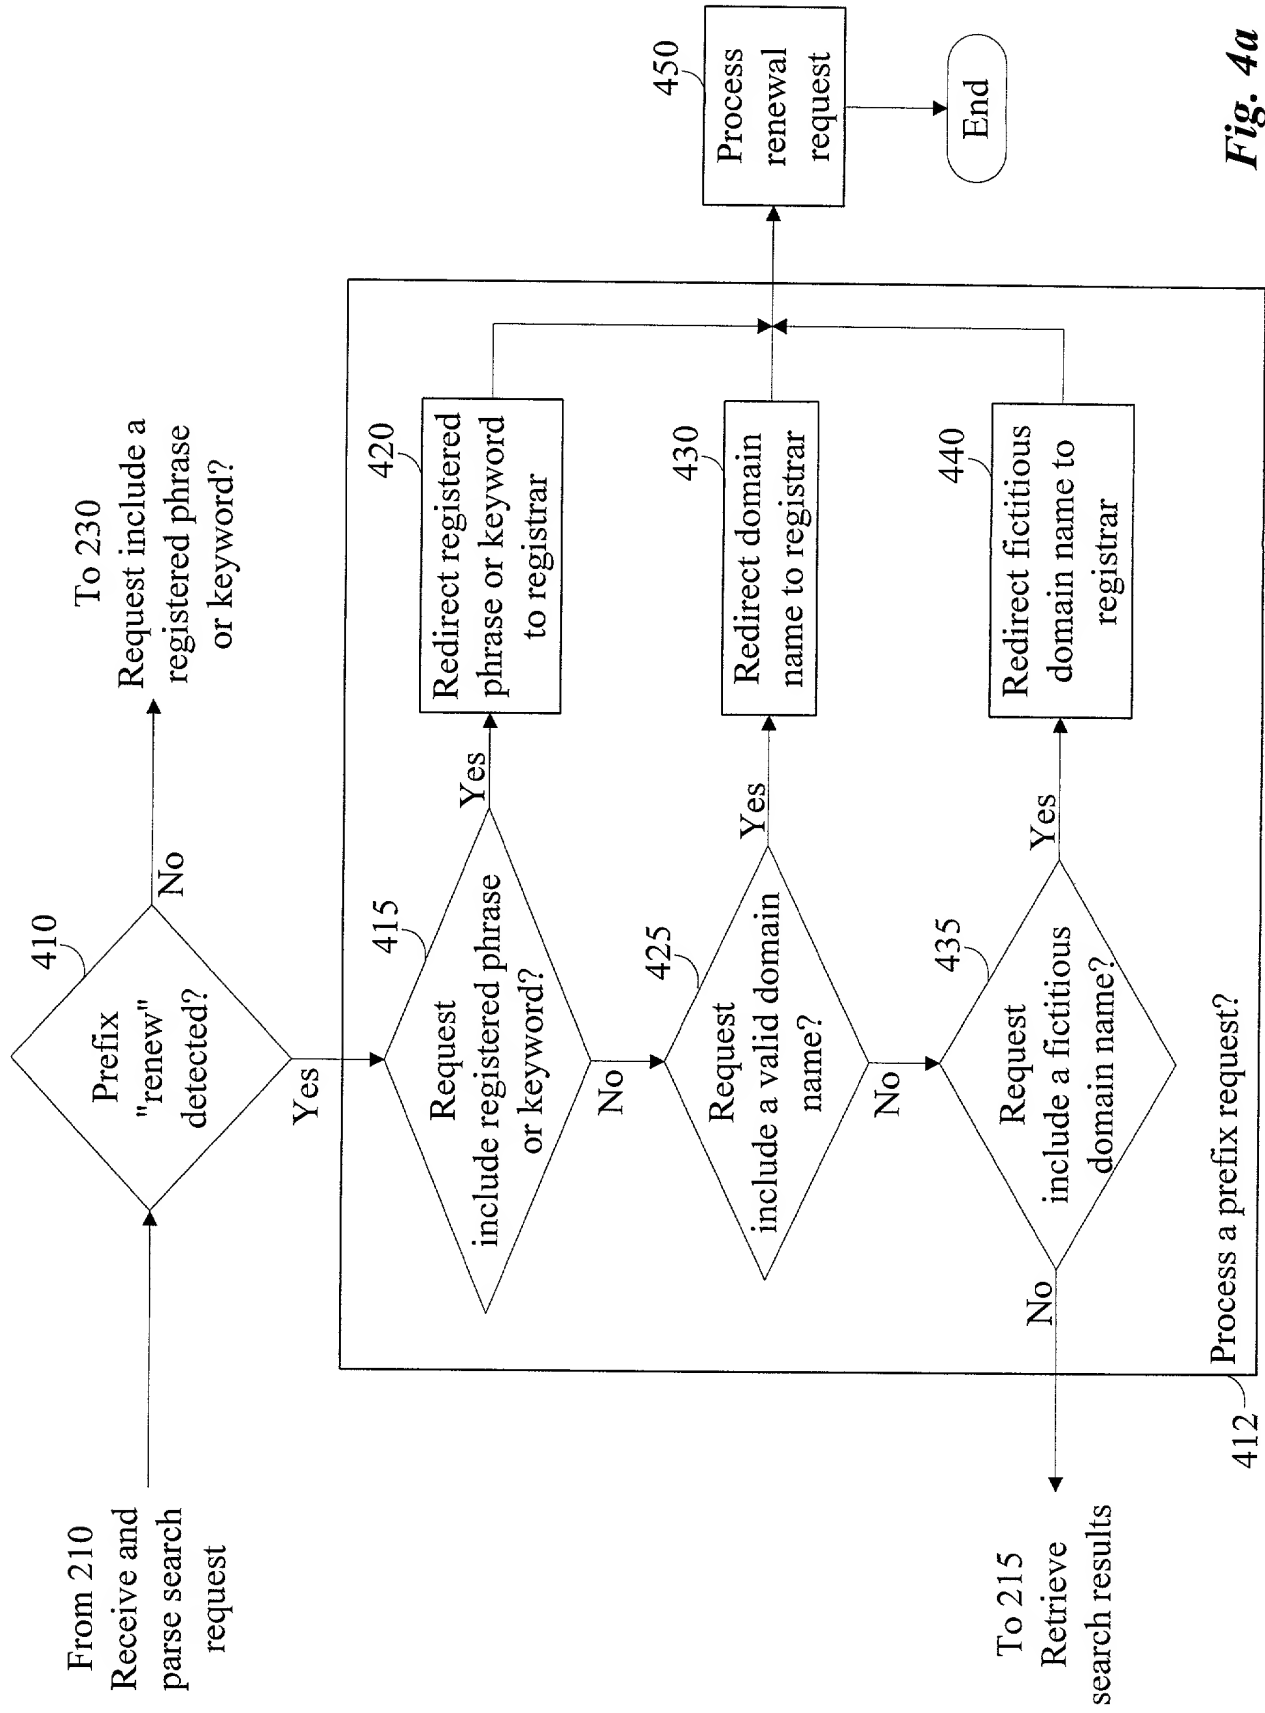 From 210
Receive and
parse search
request
410
Prefix
"renew"
detected?
No
To 230
Request include a
registered phrase
or keyword?
Yes
415
Request
include registered phrase
or keyword?
Yes
420
Redirect registered
phrase or keyword
to registrar
No
425
Request
include a valid domain
name?
Yes
430
Redirect domain
name to registrar
450
Process
renewal
request
End
No
435
Request
include a fictitious
domain name?
Yes
440
Redirect fictitious
domain name to
registrar
No
To 215
Retrieve
search results
412
Process a prefix request?
Fig. 4a